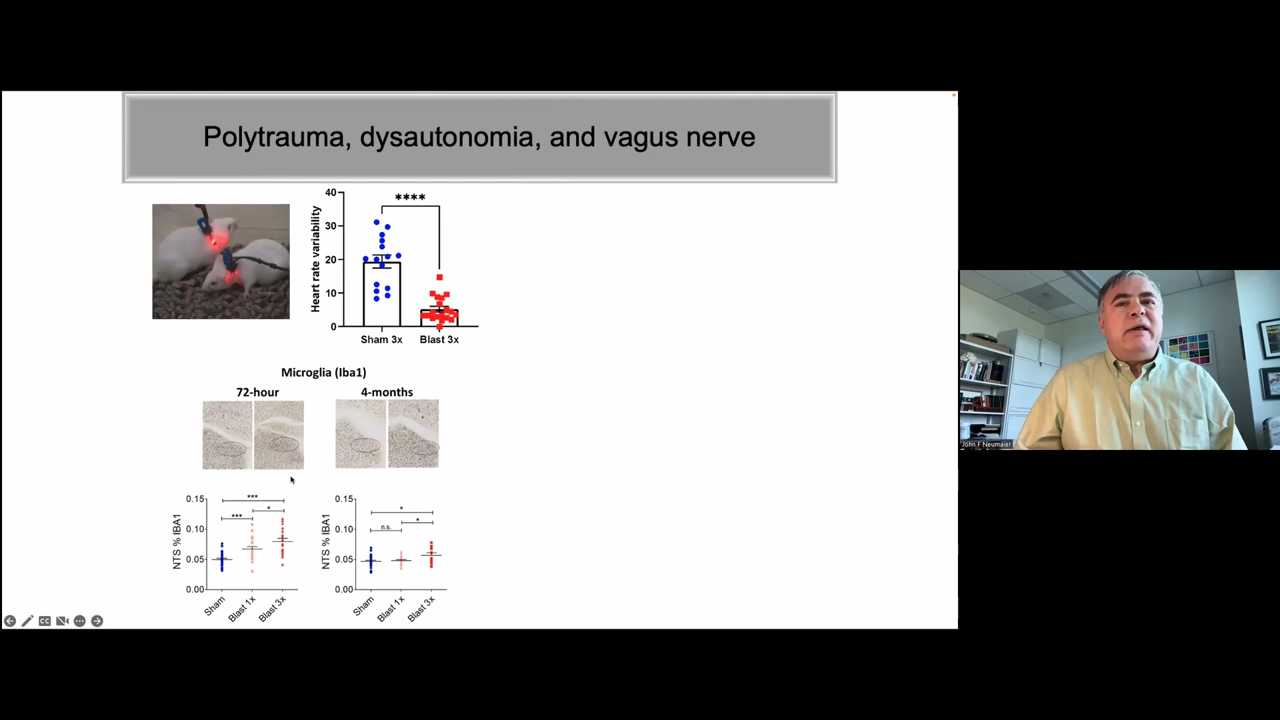 Polytrauma, dysautonomia, and vagus nerve
Heart rate variability
40
30
20
10
0
****
Sham 3x
Blast 3x
Microglia (Iba1)
72-hour
4-months
NTS % IBA1
0.15
0.10
0.05
0.00
***
***
*
Sham
Blast 1x
Blast 3x
NTS % IBA1
0.15
0.10
0.05
0.00
*
n.s.
*
Sham
Blast 1x
Blast 3x
CC
John F Neumaier